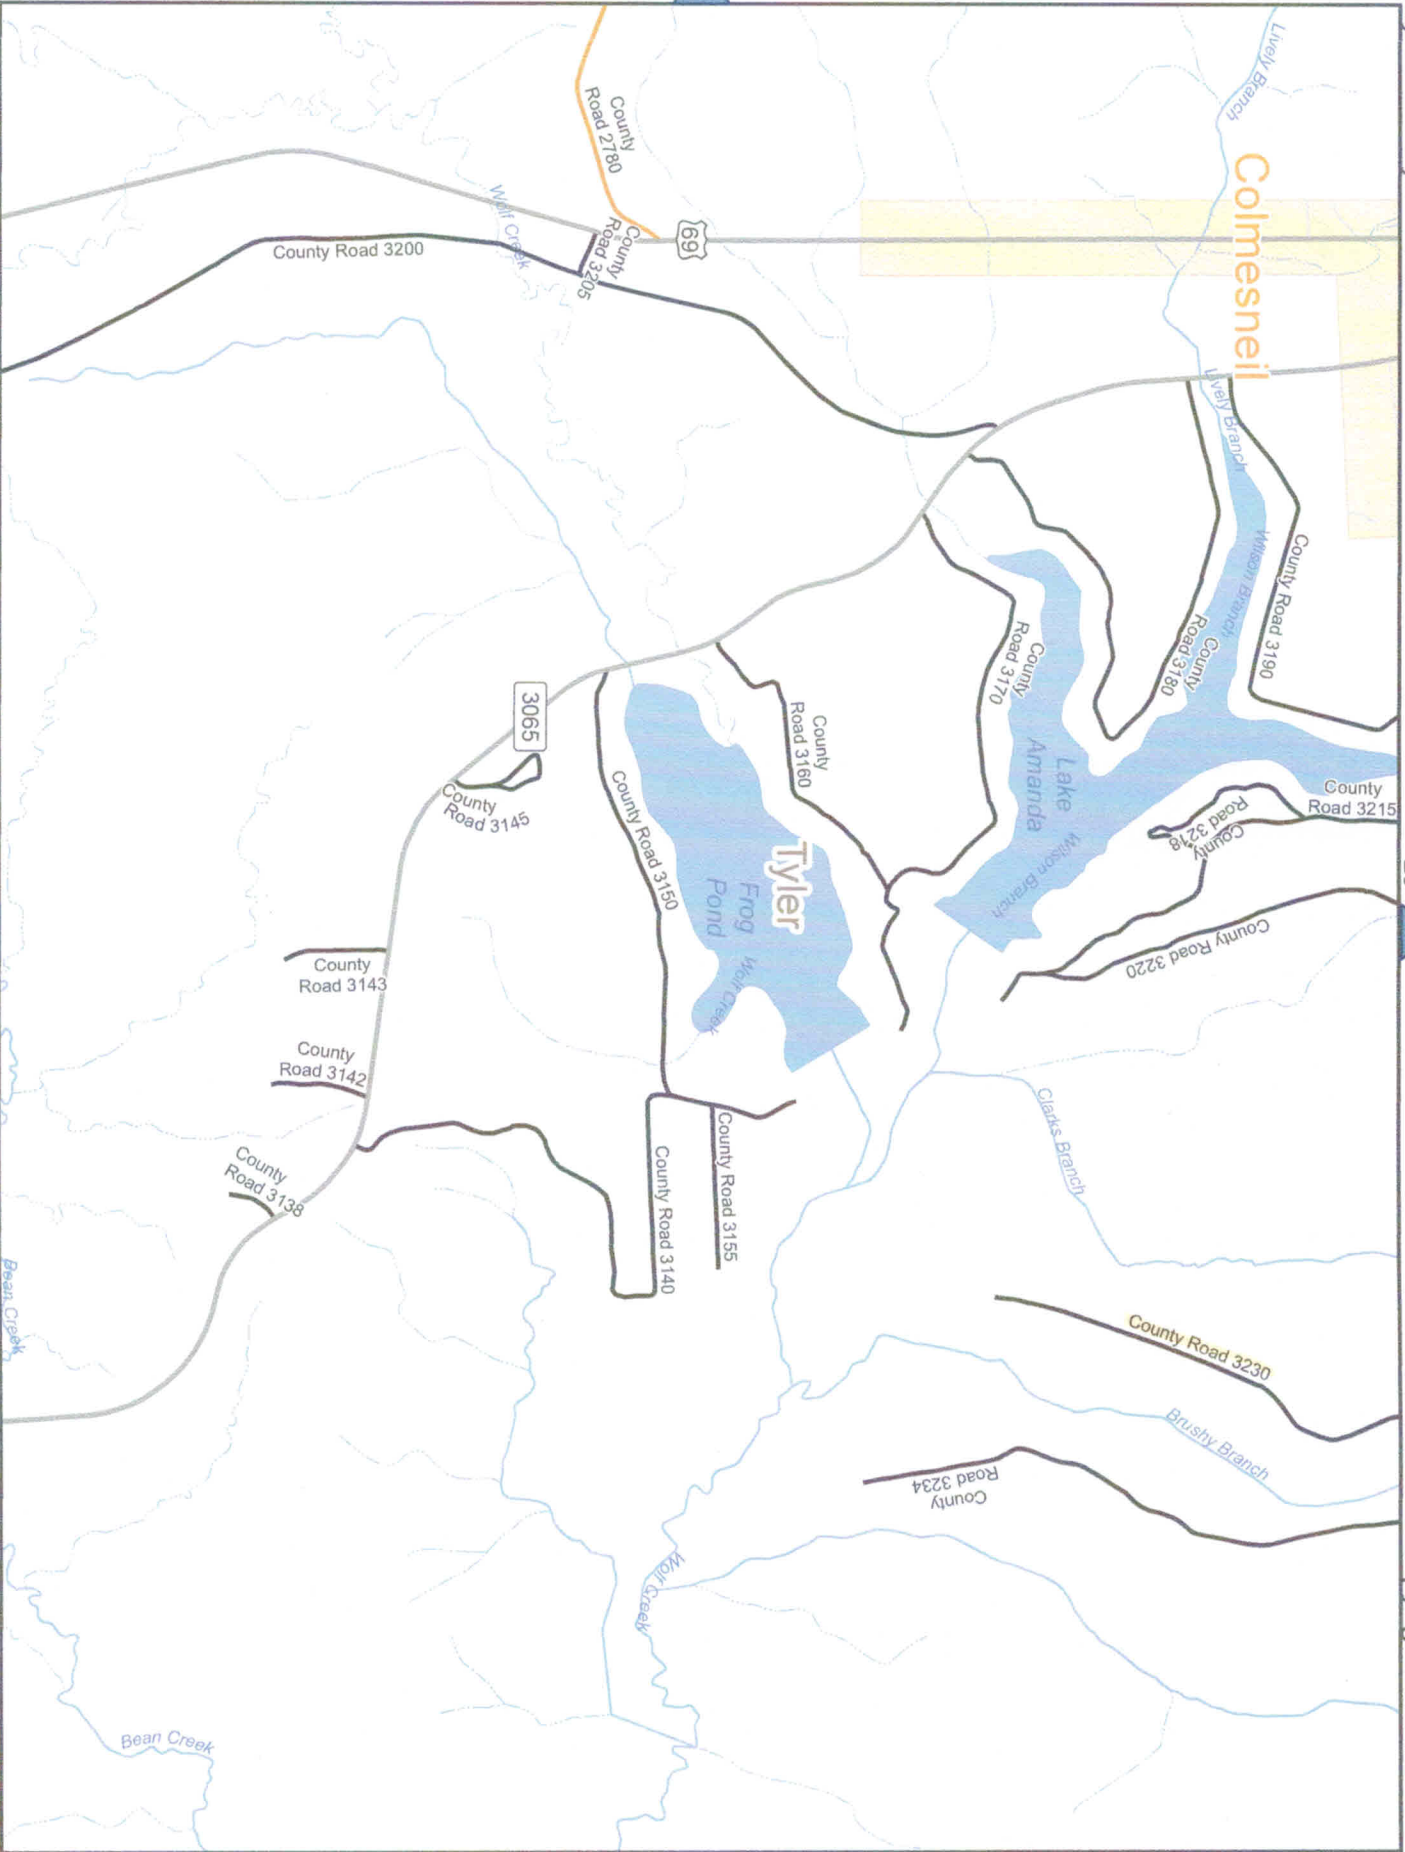 Lively Branch
County
Road 2780
Colmesneil
69
County
Road 3205
Wolf Creek
County Road 3200
Lively Branch
Wilson Branch
County Road 3190
County
Road 3180
County
Road 3170
Lake
Amanda
Wilson Branch
County
Road 3215
County
Road 3218
County Road 3220
County
Road 3160
3065
County
Road 3145
County Road 3150
Tyler
Frog
Pond
Wolf Creek
County
Road 3143
County
Road 3142
County
Road 3138
County Road 3155
County Road 3140
Clarks Branch
County Road 3230
Brushy Branch
County
Road 3234
Wolf Creek
Bean Creek
Bean Creek